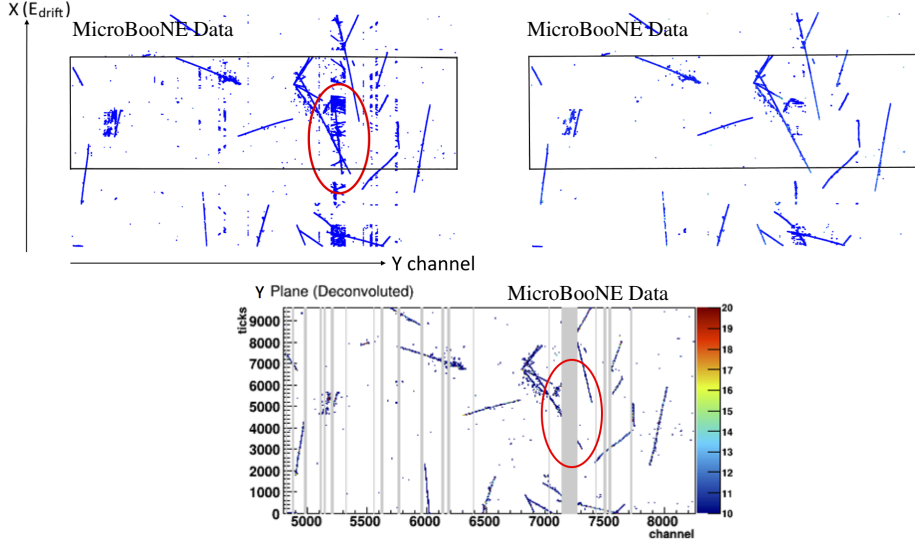 X (E_drift)
MicroBooNE Data
MicroBooNE Data
Y channel
Y Plane (Deconvoluted)
MicroBooNE Data
ticks
9000
8000
7000
6000
5000
4000
3000
2000
1000
0
5000 5500 6000 6500 7000 7500 8000
channel
20
19
18
17
16
15
14
13
12
11
10